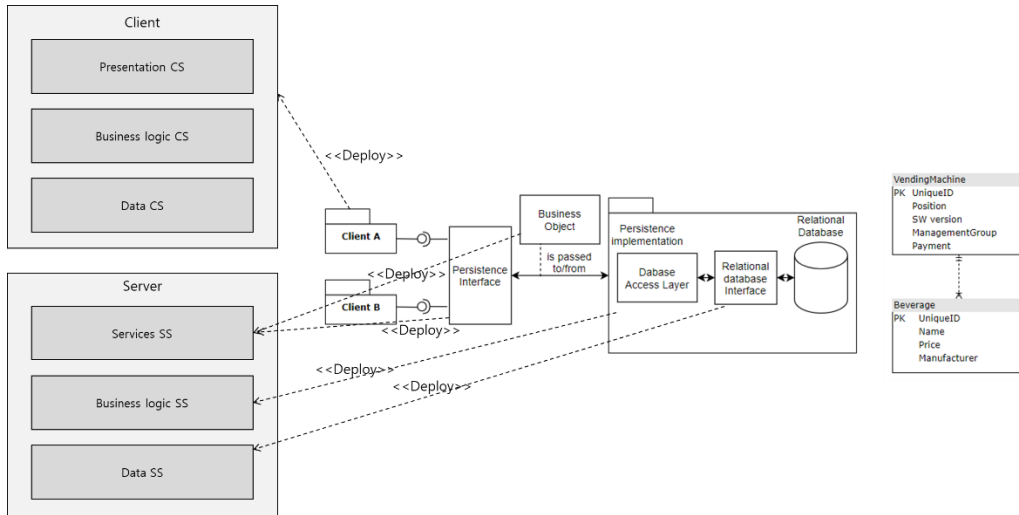 Client
Presentation CS
Business logic CS
Data CS
Server
Services SS
Business logic SS
Data SS
<<Deploy>>
<<Deploy>>
<<Deploy>>
<<Deploy>>
<<Deploy>>
Client A
Client B
Persistence
Interface
Business
Object
is passed
to/from
Persistence
implementation
Dabase
Access Layer
Relational
database
Interface
Relational
Database
VendingMachine
PK UniqueID
Position
SW version
ManagementGroup
Payment
Beverage
PK UniqueID
Name
Price
Manufacturer